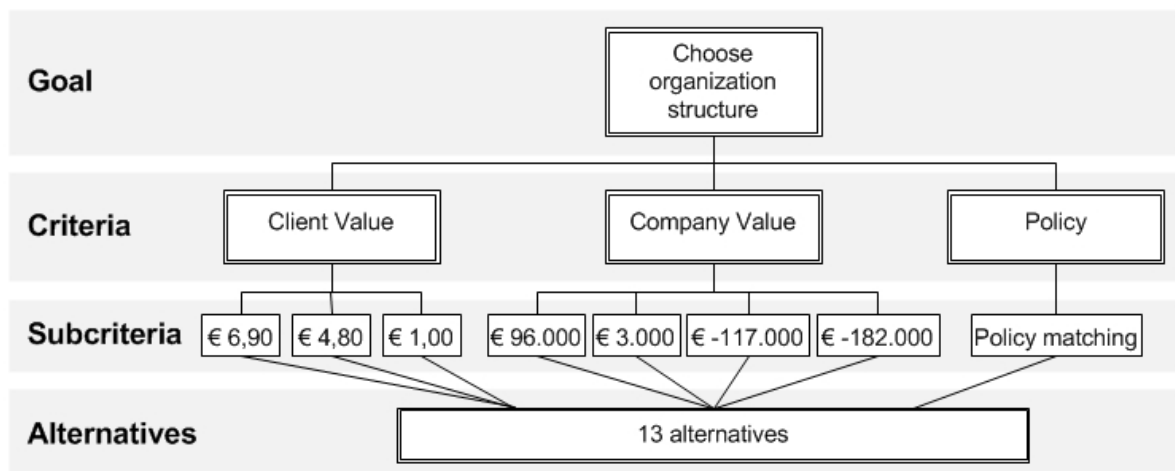 Goal
Choose
organization
structure
Criteria
Client Value
Company Value
Policy
Subcriteria
€ 6,90
€ 4,80
€ 1,00
€ 96.000
€ 3.000
€ -117.000
€ -182.000
Policy matching
Alternatives
13 alternatives